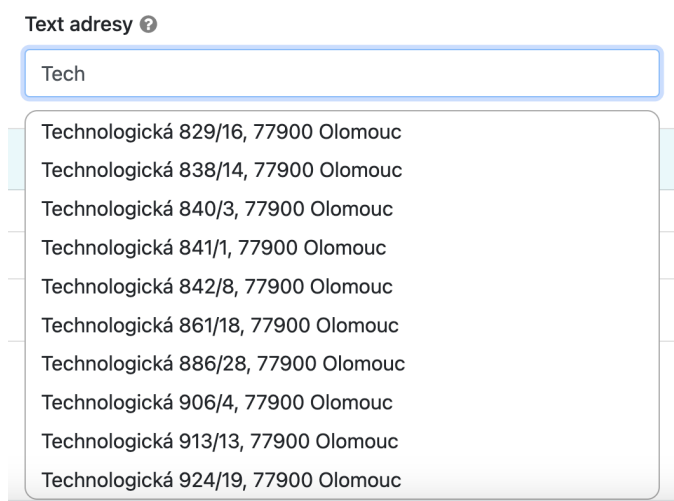 Text adresy ?
Tech
Technologická 829/16, 77900 Olomouc
Technologická 838/14, 77900 Olomouc
Technologická 840/3, 77900 Olomouc
Technologická 841/1, 77900 Olomouc
Technologická 842/8, 77900 Olomouc
Technologická 861/18, 77900 Olomouc
Technologická 886/28, 77900 Olomouc
Technologická 906/4, 77900 Olomouc
Technologická 913/13, 77900 Olomouc
Technologická 924/19, 77900 Olomouc